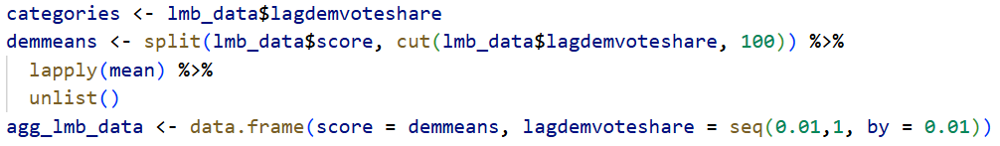 categories <- lmb_data$lagdemvoteshare
demmeans <- split(lmb_data$score, cut(lmb_data$lagdemvoteshare, 100)) %>%
  lapply(mean) %>%
  unlist()
agg_lmb_data <- data.frame(score = demmeans, lagdemvoteshare = seq(0.01,1, by = 0.01))